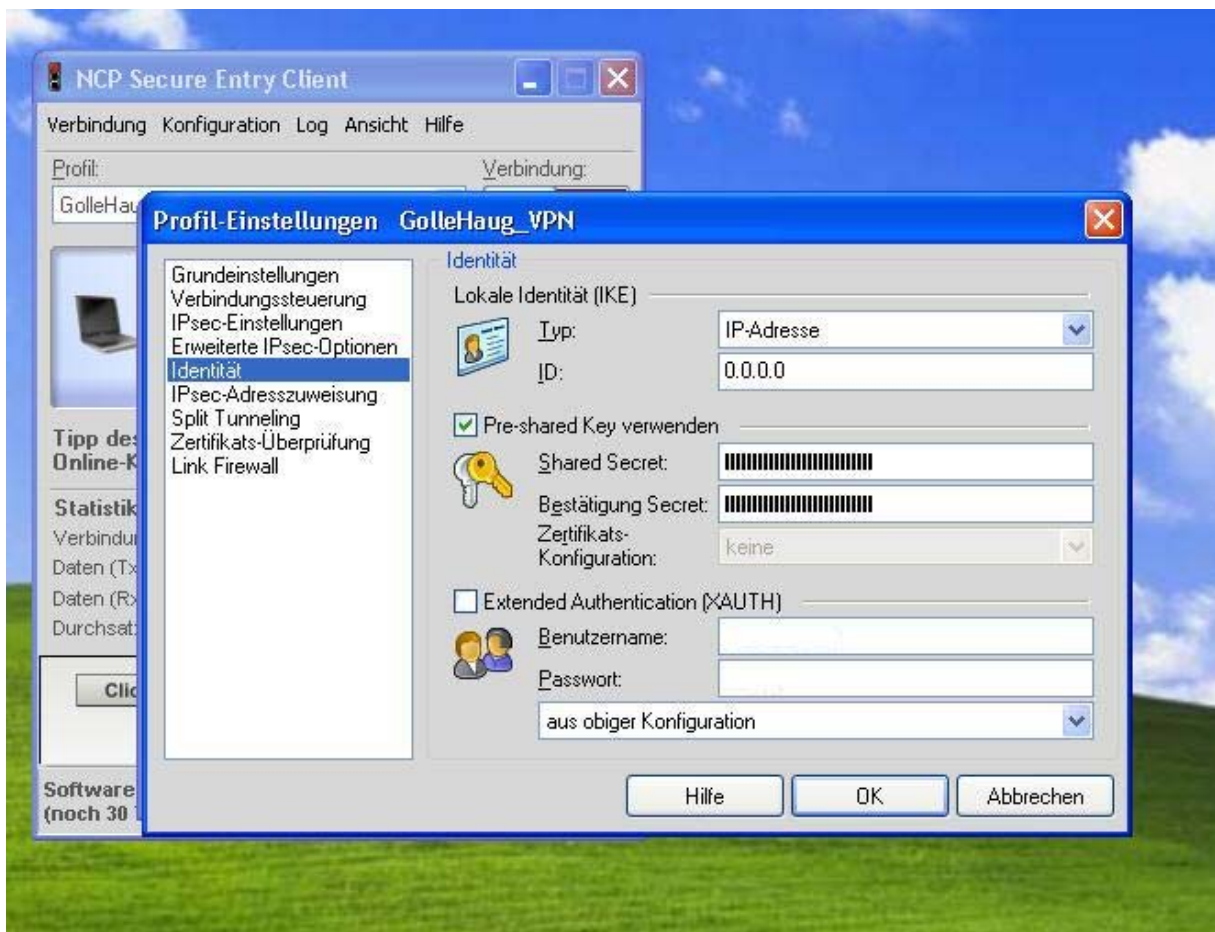 NCP Secure Entry Client
Verbindung Konfiguration Log Ansicht Hilfe
Profil: Verbindung:
GolleHau
Profil-Einstellungen GolleHaug_VPN
Grundeinstellungen
Verbindungssteuerung
IPsec-Einstellungen
Erweiterte IPsec-Optionen
Identität
IPsec-Adresszuweisung
Split Tunneling
Zertifikats-Überprüfung
Link Firewall
Identität
Lokale Identität (IKE)
Typ: IP-Adresse
ID: 0.0.0.0
Pre-shared Key verwenden
Shared Secret:
Bestätigung Secret:
Zertifikats-
Konfiguration: keine
Extended Authentication (XAUTH)
Benutzername:
Passwort:
aus obiger Konfiguration
Hilfe OK Abbrechen
Tipp des
Online-K
Statistik
Verbindu
Daten (Tx
Daten (Rx
Durchsat
Clic
Software
(noch 30